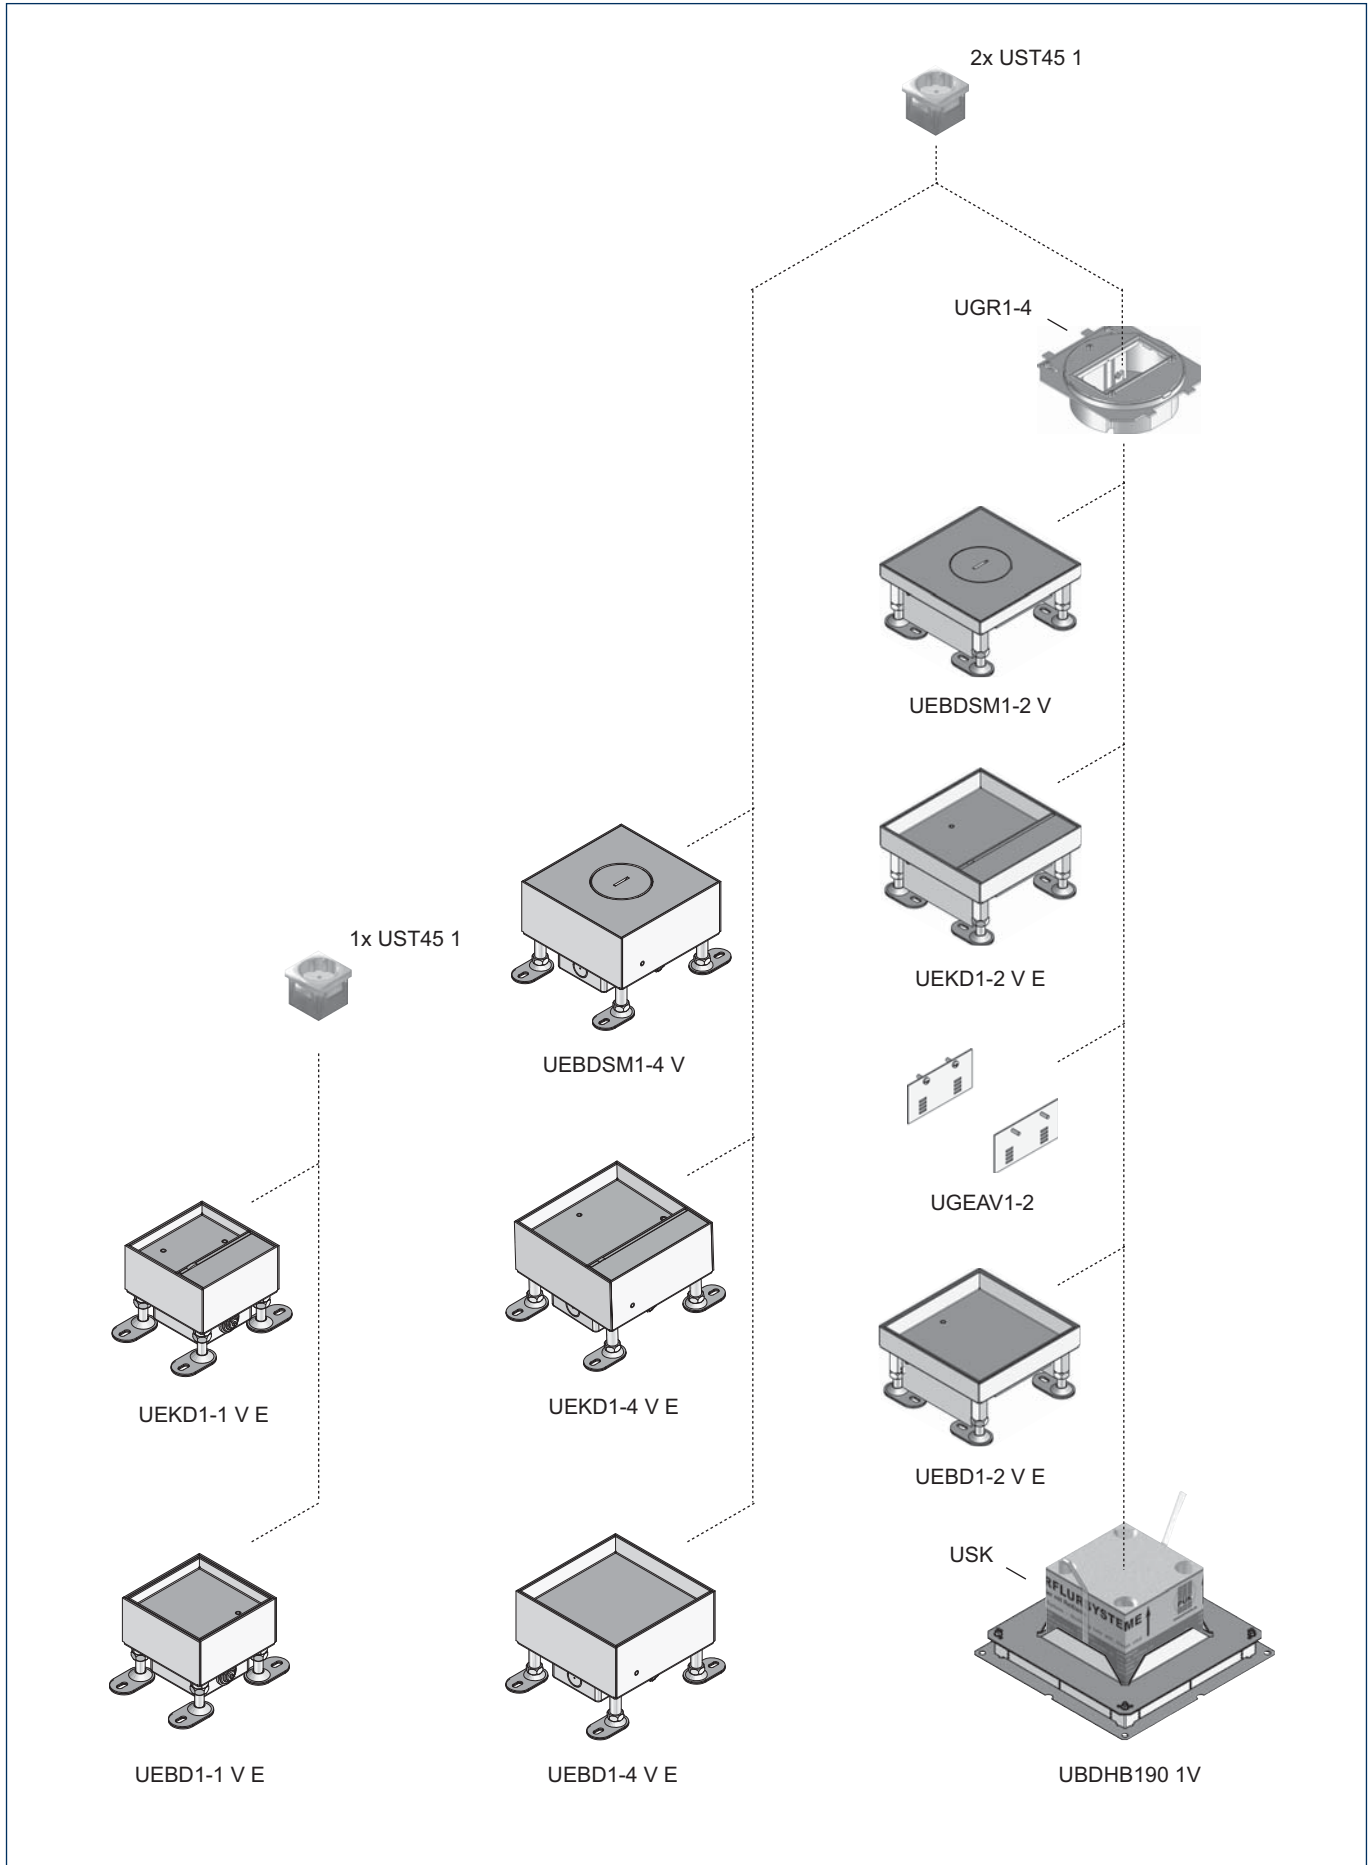 2x UST45 1
UGR1-4
UEBDSM1-2 V
UEKD1-2 V E
1x UST45 1
UEBDSM1-4 V
UGEAV1-2
UEKD1-1 V E
UEKD1-4 V E
UEBD1-2 V E
USK
RFLURSYSTEME
UEBD1-1 V E
UEBD1-4 V E
UBDHB190 1V